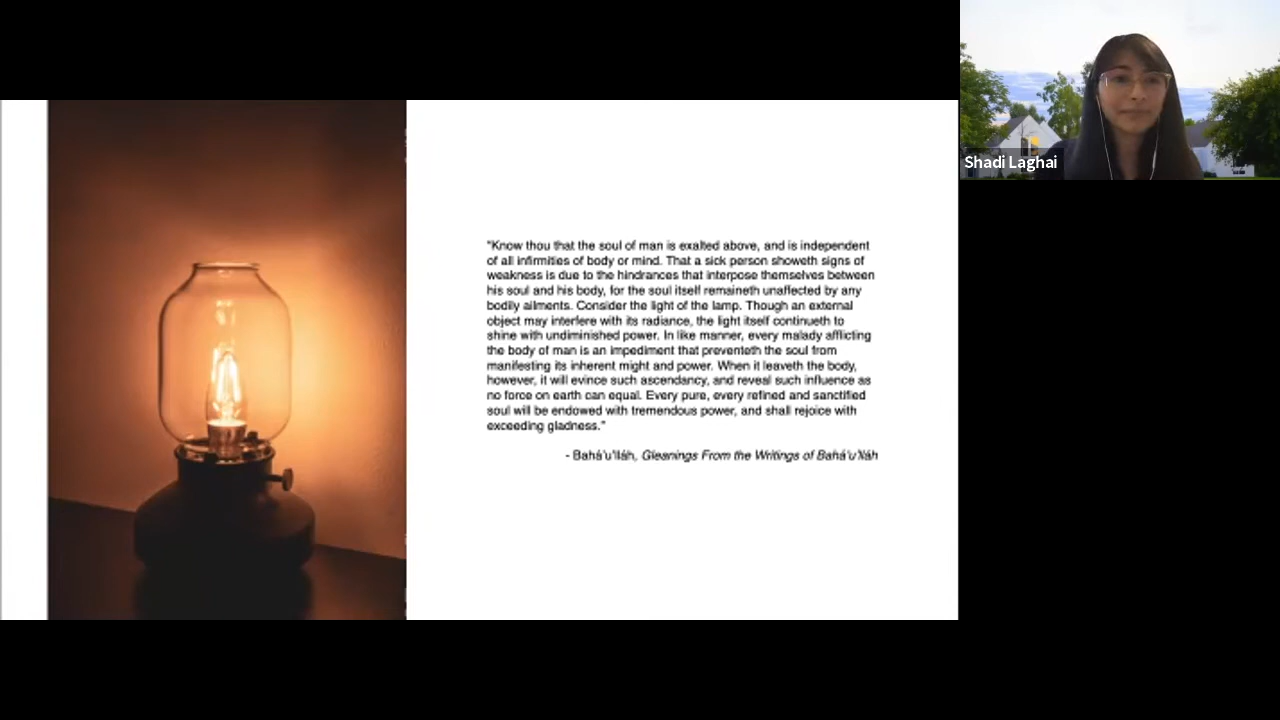 "Know thou that the soul of man is exalted above, and is independent
of all infirmities of body or mind. That a sick person showeth signs of
weakness is due to the hindrances that interpose themselves between
his soul and his body, for the soul itself remaineth unaffected by any
bodily ailments. Consider the light of the lamp. Though an external
object may interfere with its radiance, the light itself continueth to
shine with undiminished power. In like manner, every malady afflicting
the body of man is an impediment that preventeth the soul from
manifesting its inherent might and power. When it leaveth the body,
however, it will evince such ascendancy, and reveal such influence as
no force on earth can equal. Every pure, every refined and sanctified
soul will be endowed with tremendous power, and shall rejoice with
exceeding gladness."
- Bahá'u'lláh, Gleanings From the Writings of Bahá'u'lláh
Shadi Laghai